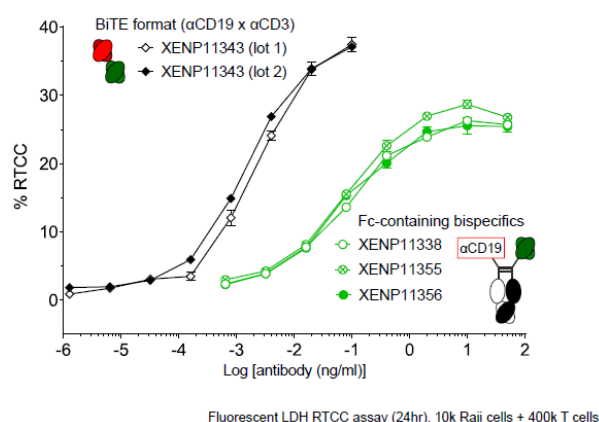 BiTE format (αCD19 x αCD3)
XENP11343 (lot 1)
XENP11343 (lot 2)
40
30
20
10
0
% RTCC
Fc-containing bispecifics
XENP11338
XENP11355
XENP11356
αCD19
-6 -5 -4 -3 -2 -1 0 1 2
Log [antibody (ng/ml)]
Fluorescent LDH RTCC assay (24hr), 10k Raji cells + 400k T cells